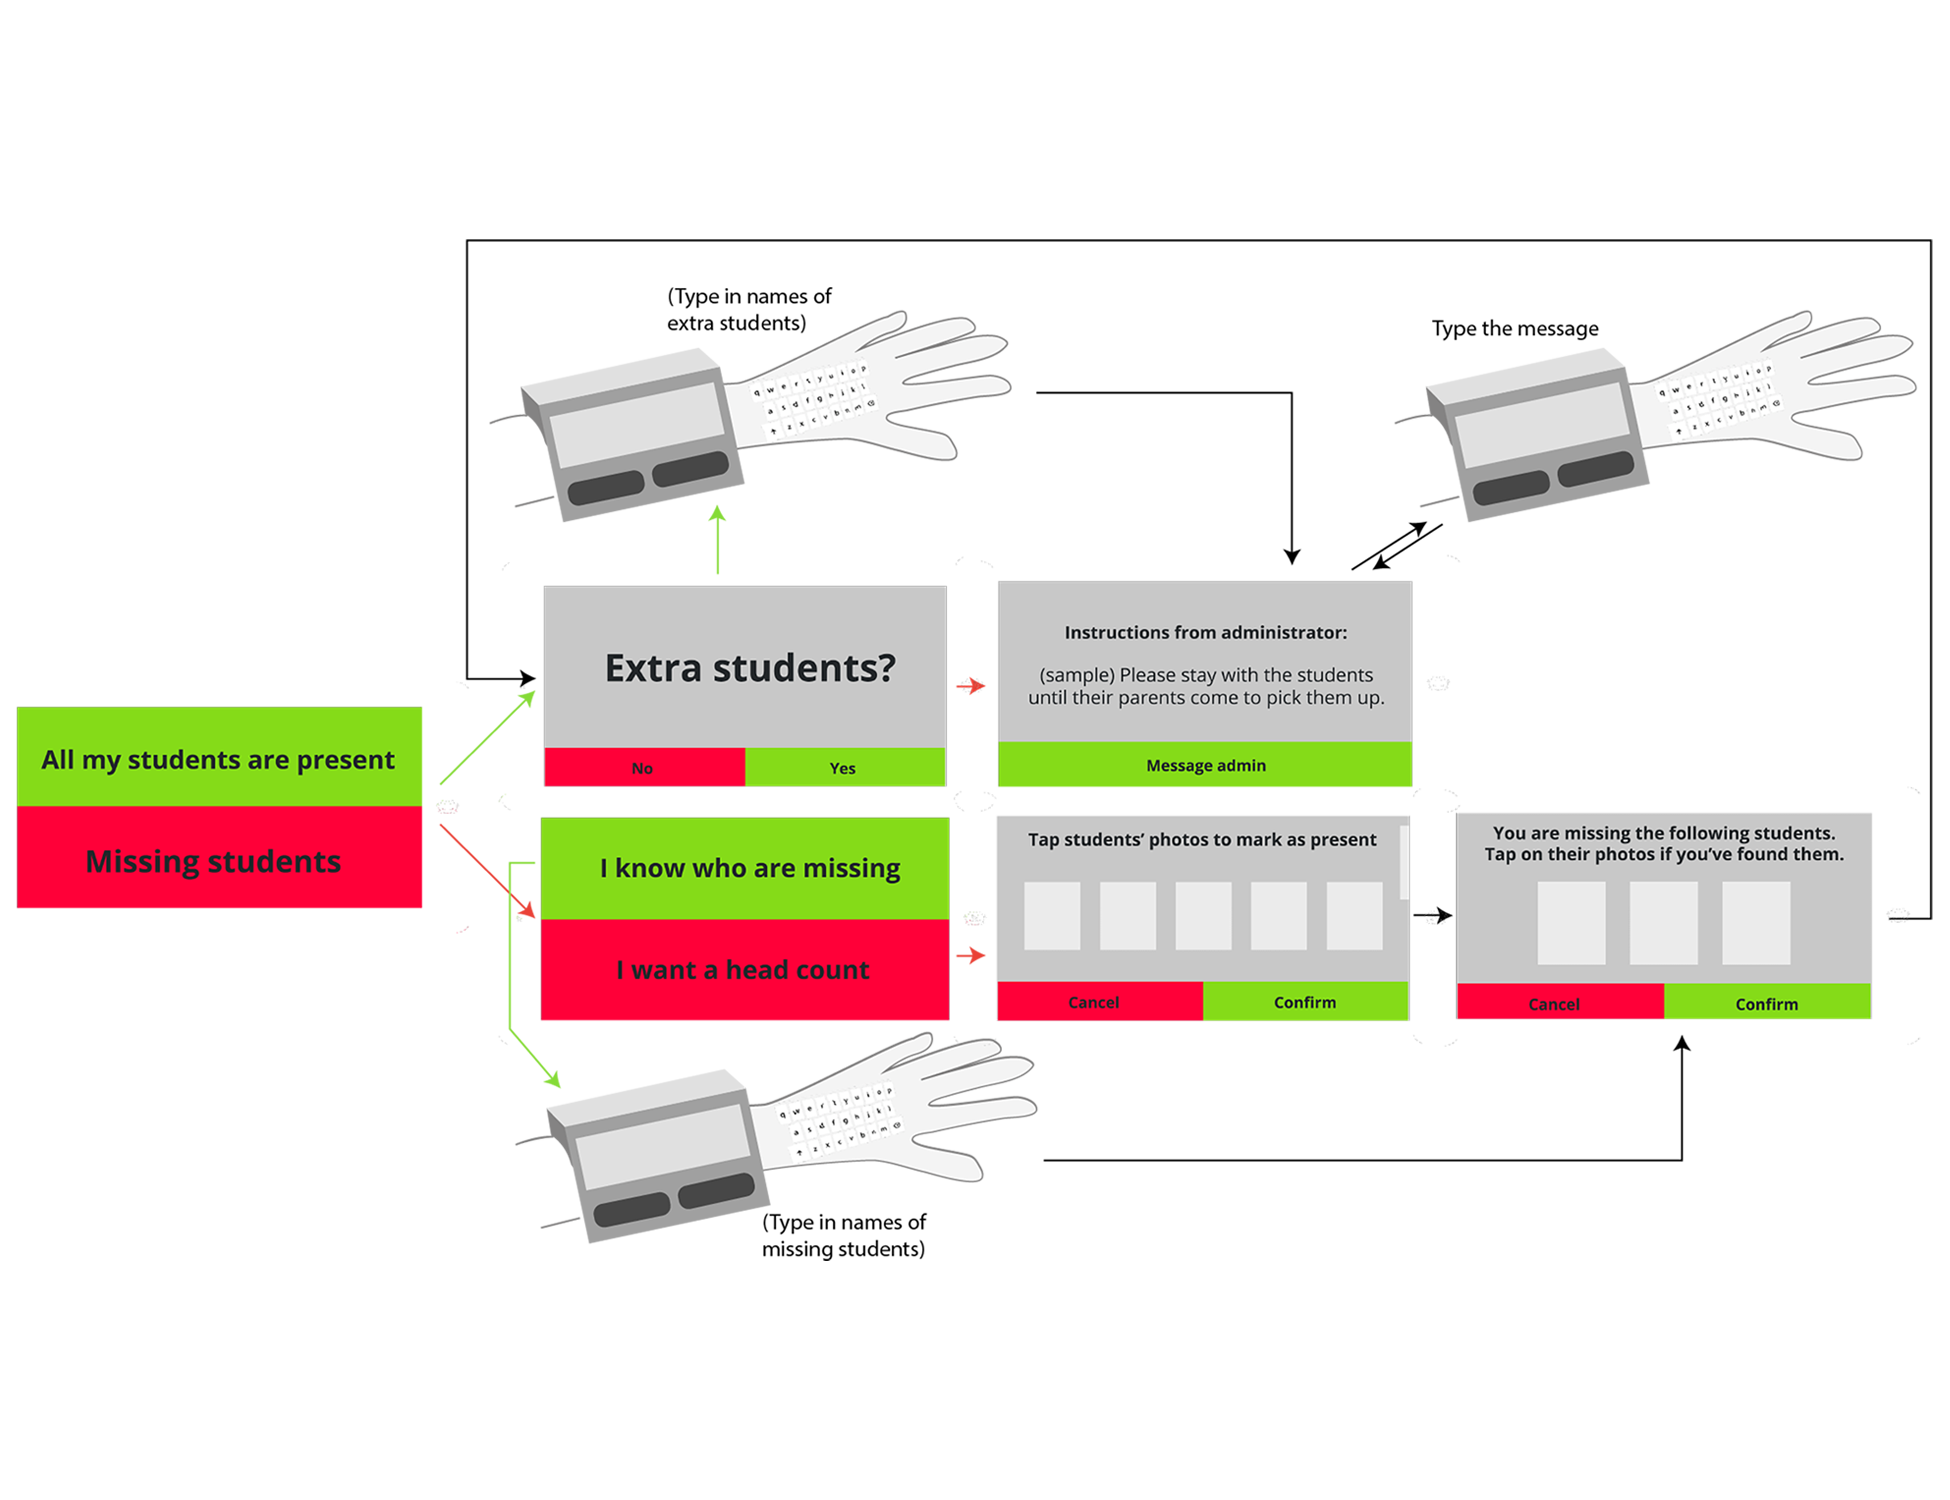 (Type in names of
extra students)
q w e r t y u i o p
a s d f g h j k l
z x c v b n m
Type the message
q w e r t y u i o p
a s d f g h j k l
z x c v b n m
All my students are present
Missing students
Extra students?
No
Yes
Instructions from administrator:
(sample) Please stay with the students
until their parents come to pick them up.
Message admin
I know who are missing
I want a head count
Tap students’ photos to mark as present
Cancel
Confirm
You are missing the following students.
Tap on their photos if you’ve found them.
Cancel
Confirm
q w e r t y u i o p
a s d f g h j k l
z x c v b n m
(Type in names of
missing students)